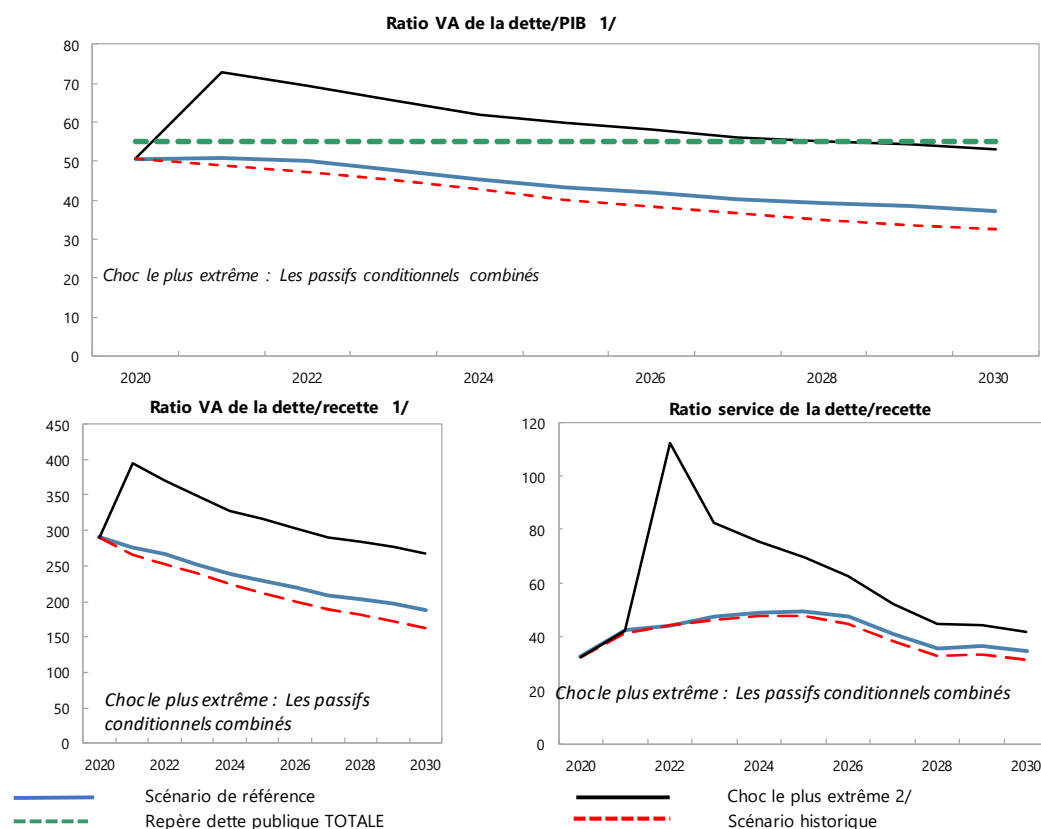 Ratio VA de la dette/PIB 1/
80
70
60
50
40
30
20
10
0
Choc le plus extrême : Les passifs conditionnels combinés
2020 2022 2024 2026 2028 2030
Ratio VA de la dette/recette 1/
450
400
350
300
250
200
150
100
50
0
Choc le plus extrême : Les passifs
conditionnels combinés
2020 2022 2024 2026 2028 2030
Ratio service de la dette/recette
120
100
80
60
40
20
0
Choc le plus extrême : Les passifs conditionnels combinés
2020 2022 2024 2026 2028 2030
Scénario de référence
Choc le plus extrême 2/
Repère dette publique TOTALE
Scénario historique